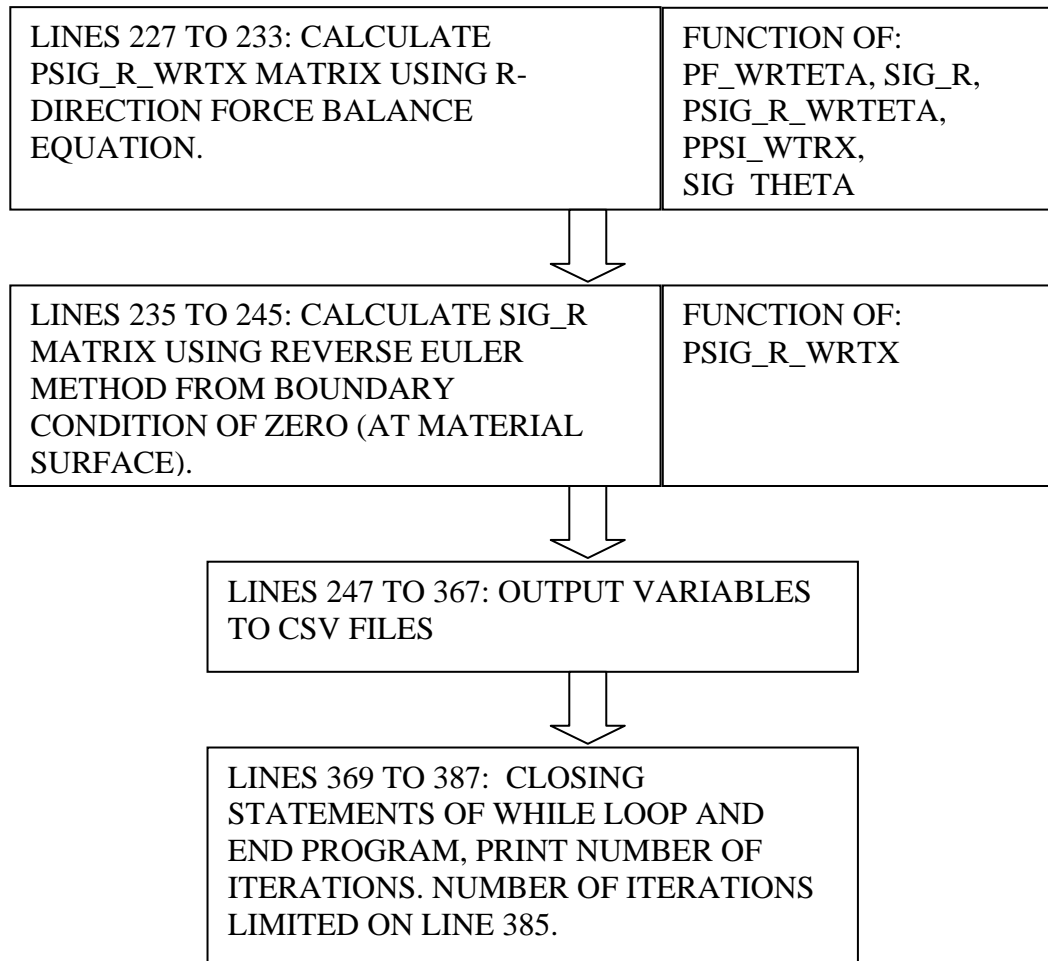 LINES 227 TO 233: CALCULATE
PSIG_R_WRTX MATRIX USING R-
DIRECTION FORCE BALANCE
EQUATION.
FUNCTION OF:
PF_WRTETA, SIG_R,
PSIG_R_WRTETA,
PPSI_WTRX,
SIG THETA
LINES 235 TO 245: CALCULATE SIG_R
MATRIX USING REVERSE EULER
METHOD FROM BOUNDARY
CONDITION OF ZERO (AT MATERIAL
SURFACE).
FUNCTION OF:
PSIG_R_WRTX
LINES 247 TO 367: OUTPUT VARIABLES
TO CSV FILES
LINES 369 TO 387:  CLOSING
STATEMENTS OF WHILE LOOP AND
END PROGRAM, PRINT NUMBER OF
ITERATIONS. NUMBER OF ITERATIONS
LIMITED ON LINE 385.